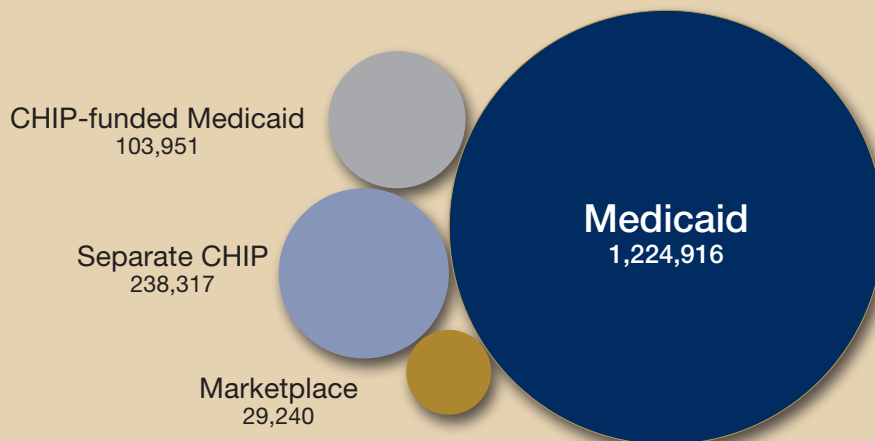 CHIP-funded Medicaid
103,951
Medicaid
1,224,916
Separate CHIP
238,317
Marketplace
29,240